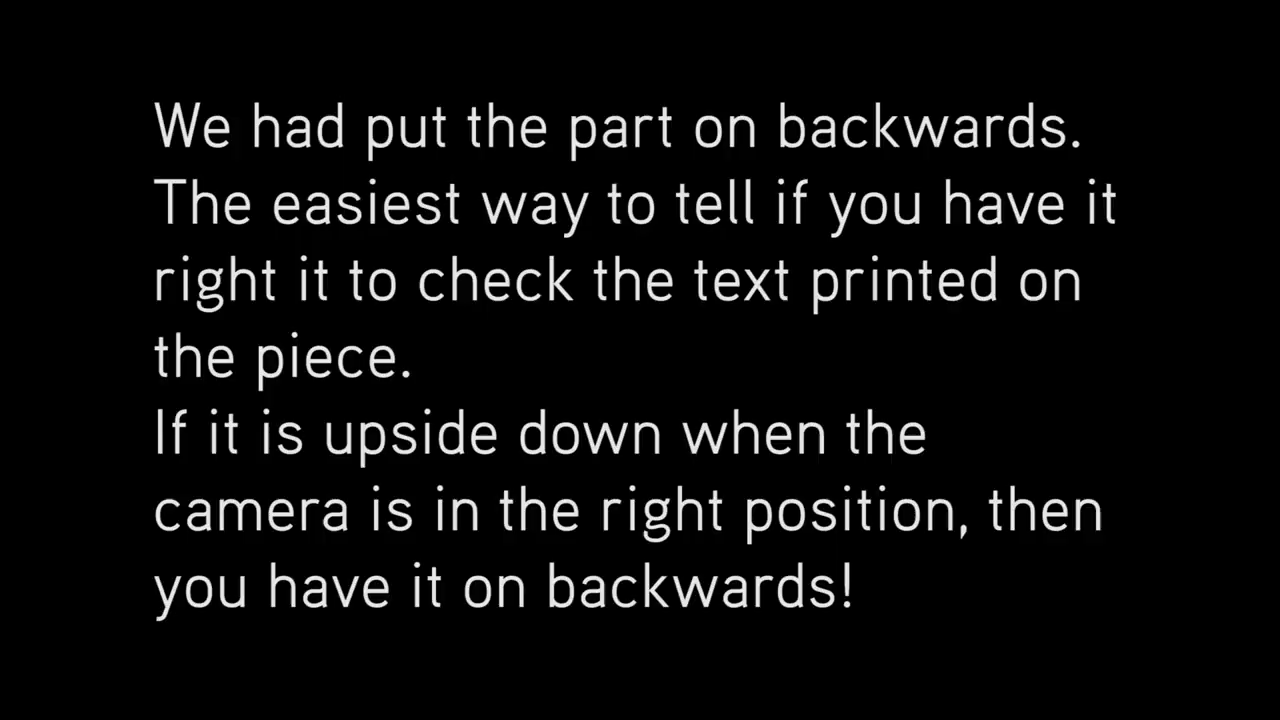 We had put the part on backwards.
The easiest way to tell if you have it
right it to check the text printed on
the piece.
If it is upside down when the
camera is in the right position, then
you have it on backwards!